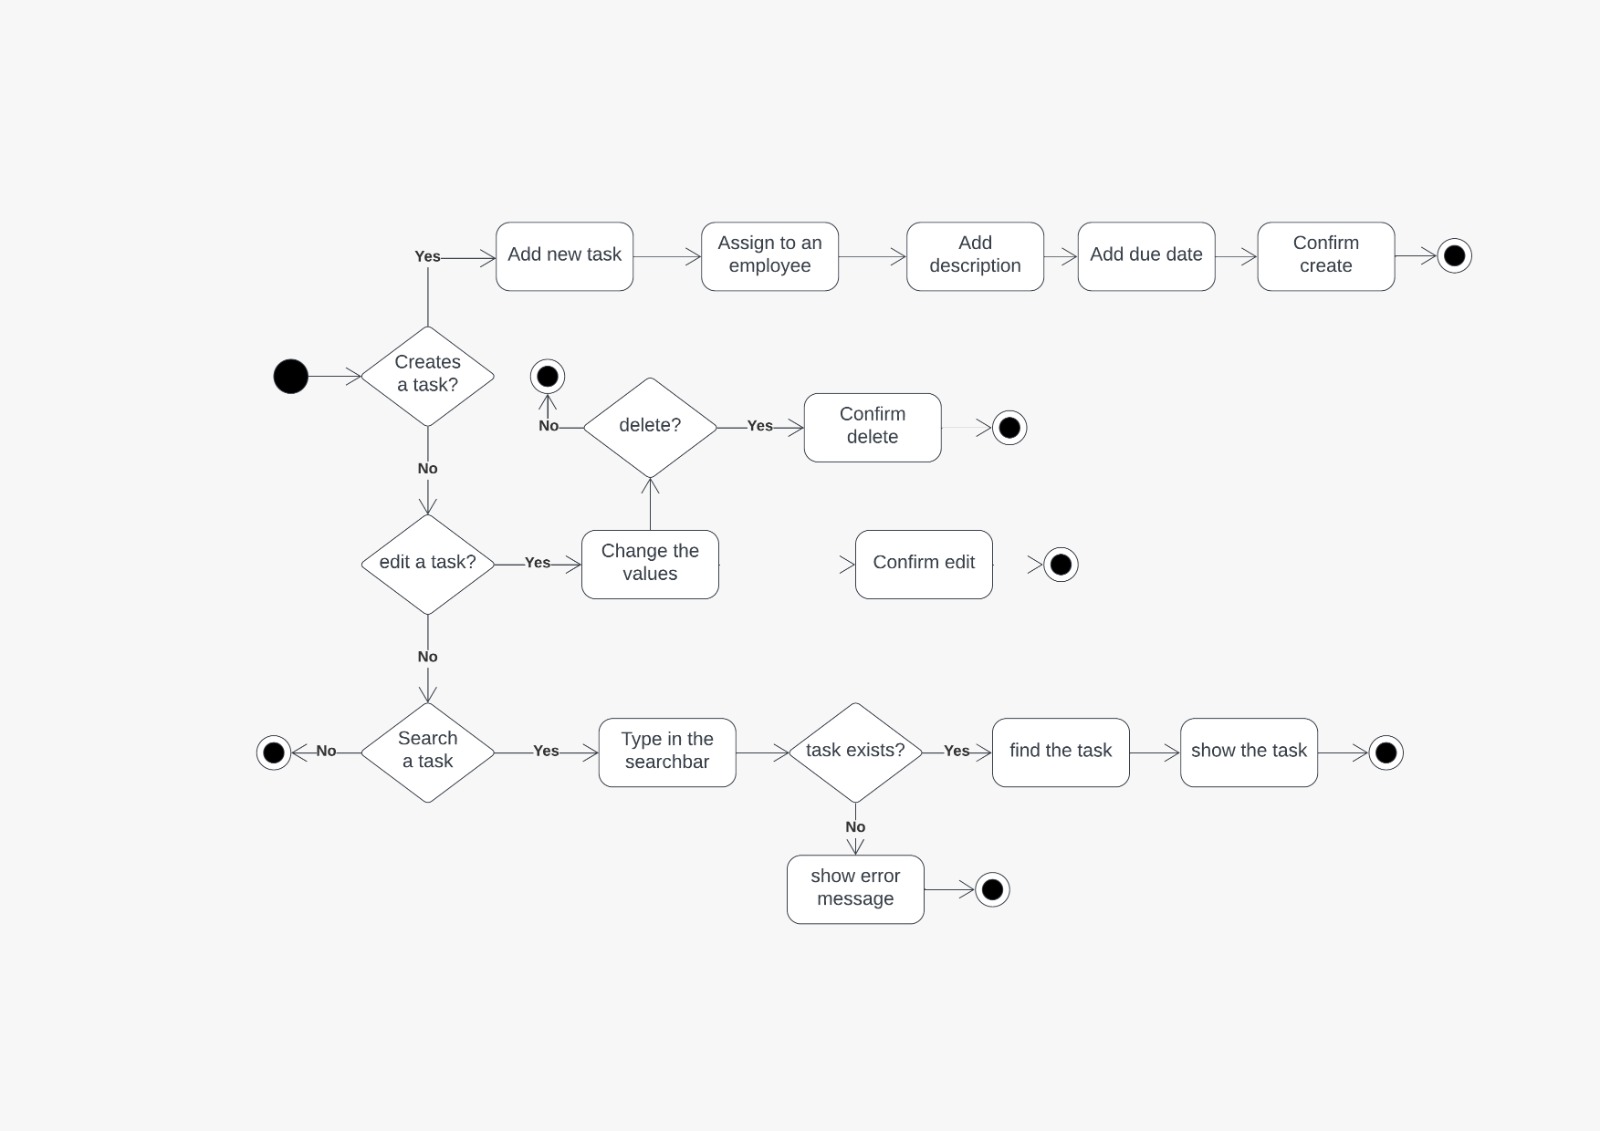 Yes
Add new task
Assign to an
employee
Add
description
Add due date
Confirm
create
Creates
a task?
No
delete?
Yes
Confirm
delete
No
edit a task?
Yes
Change the
values
Confirm edit
No
No
Search
a task
Yes
Type in the
searchbar
task exists?
Yes
find the task
show the task
No
show error
message